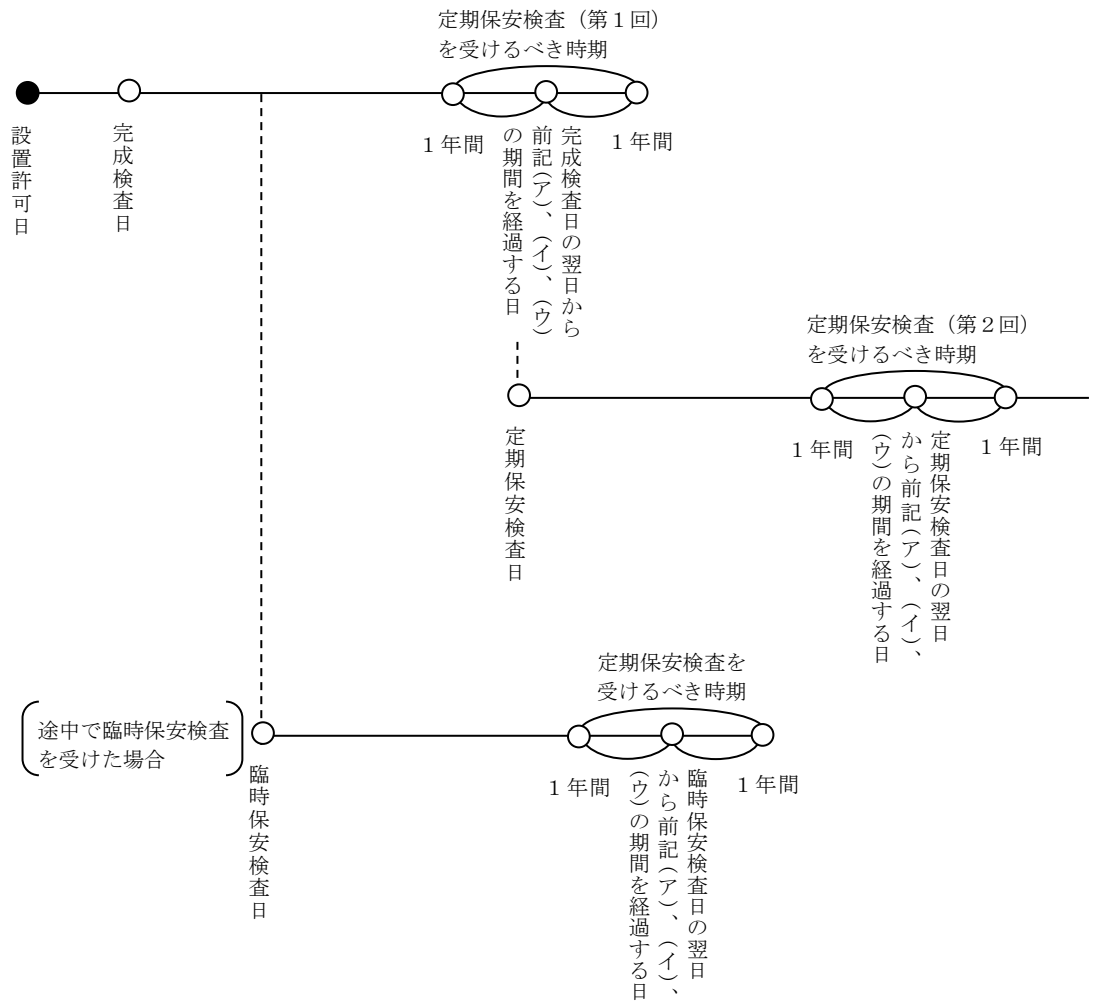 定期保安検査（第１回）
を受けるべき時期
設置許可日
完成検査日
１年間
完成検査日の翌日から
前記（ア）、（イ）、（ウ）
の期間を経過する日
１年間
定期保安検査（第２回）
を受けるべき時期
定期保安検査日
１年間
定期保安検査日の翌日
から前記（ア）、（イ）、
（ウ）の期間を経過する日
１年間
定期保安検査を
受けるべき時期
途中で臨時保安検査
を受けた場合
臨時保安検査日
１年間
臨時保安検査日の翌日
から前記（ア）、（イ）、
（ウ）の期間を経過する日
１年間